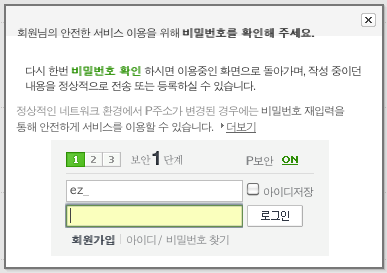 회원님의 안전한 서비스 이용을 위해 비밀번호를 확인해 주세요.
다시 한번 비밀번호 확인 하시면 이용중인 화면으로 돌아가며, 작성 중이던
내용을 정상적으로 전송 또는 등록하실 수 있습니다.
정상적인 네트워크 환경에서 P주소가 변경된 경우에는 비밀번호 재입력을
통해 안전하게 서비스를 이용할 수 있습니다. 더보기
1 2 3 보안 1 단계 P보안 ON
ez_ 아이디저장
로그인
회원가입 | 아이디 / 비밀번호 찾기